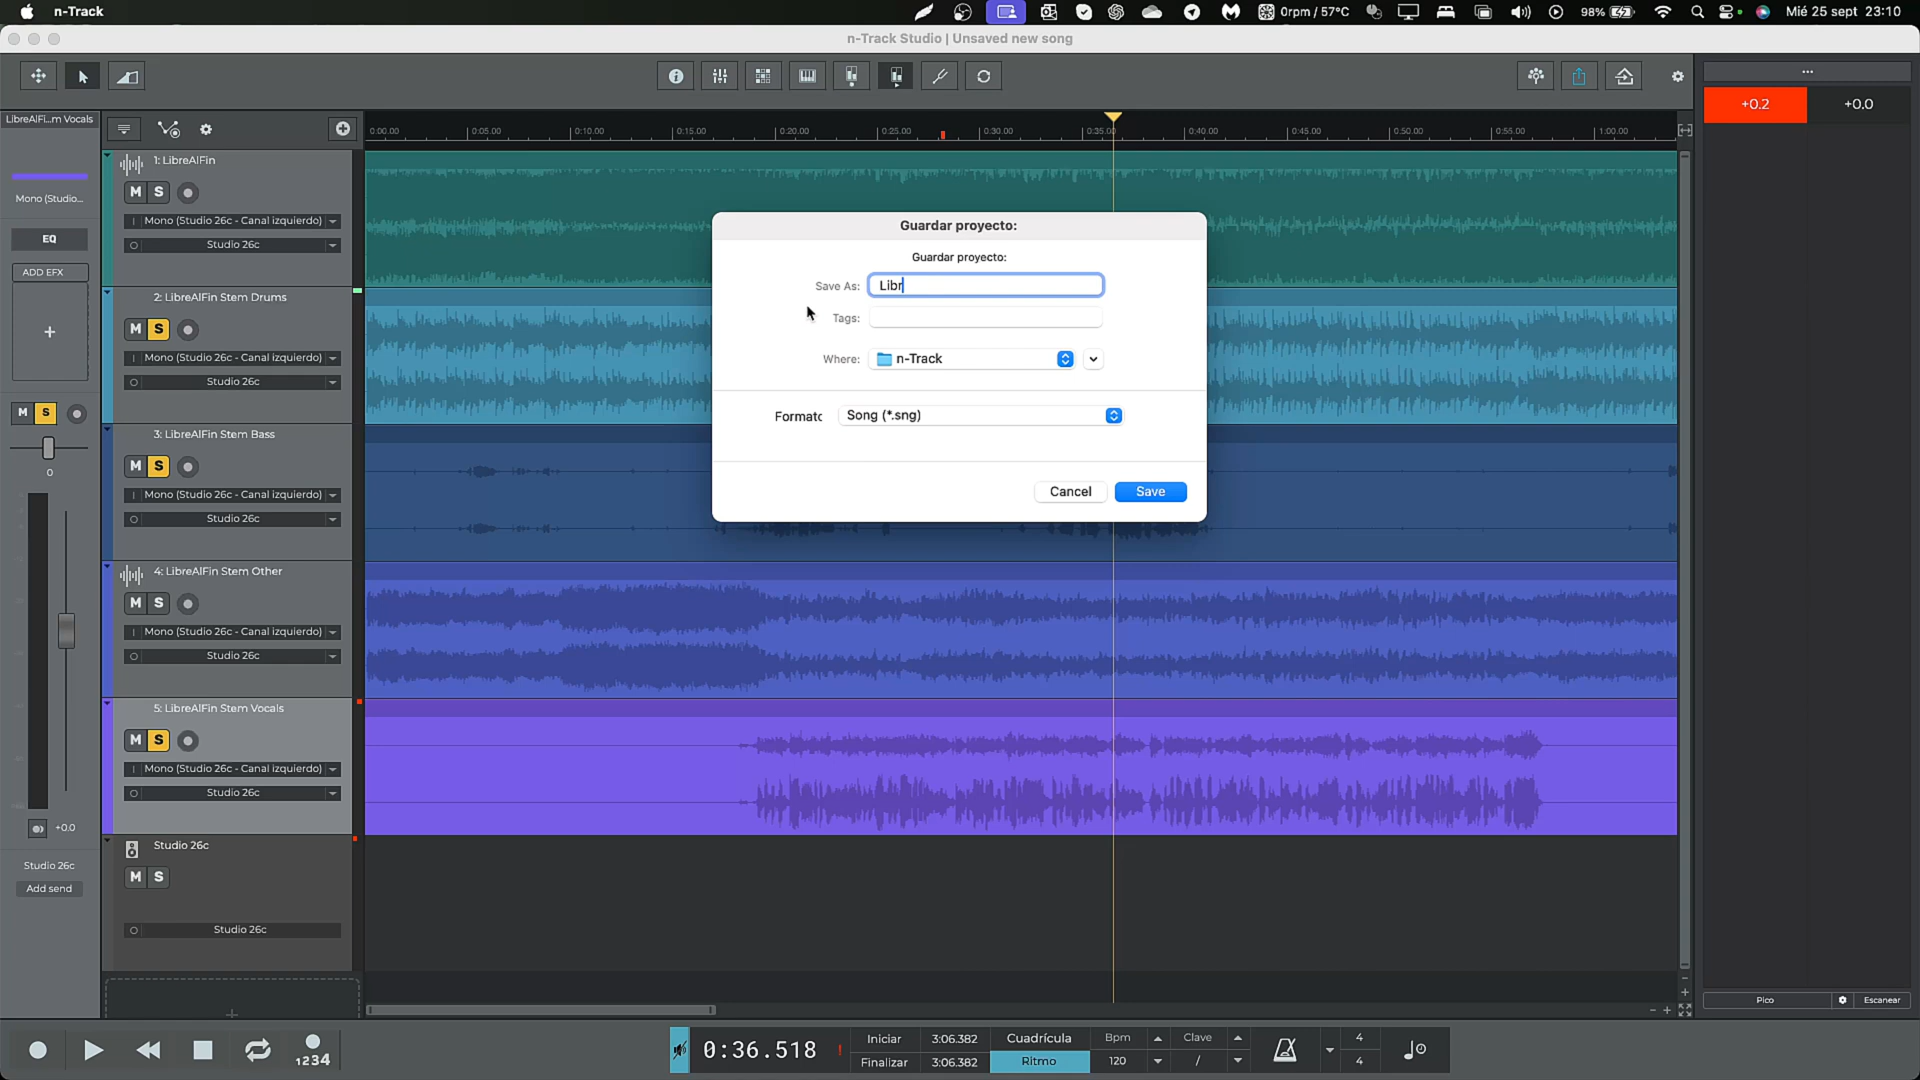 n-Track
0rpm / 57°C
98%
Mié 25 sept 23:10
n-Track Studio | Unsaved new song
...
+0.2
+0.0
LibreAlFi...m Vocals
0:00.00
0:05.00
0:10.00
0:15.00
0:20.00
0:25.00
0:30.00
0:35.00
0:40.00
0:45.00
0:50.00
0:55.00
1:00.00
Mono (Studio...
EQ
ADD EFX
+
M S
0
+0.0
Studio 26c
Add send
1: LibreAlFin
M S
Mono (Studio 26c - Canal izquierdo)
Studio 26c
2: LibreAlFin Stem Drums
M S
Mono (Studio 26c - Canal izquierdo)
Studio 26c
3: LibreAlFin Stem Bass
M S
Mono (Studio 26c - Canal izquierdo)
Studio 26c
4: LibreAlFin Stem Other
M S
Mono (Studio 26c - Canal izquierdo)
Studio 26c
5: LibreAlFin Stem Vocals
M S
Mono (Studio 26c - Canal izquierdo)
Studio 26c
Studio 26c
M S
Studio 26c
Guardar proyecto:
Guardar proyecto:
Save As: Libr
Tags:
Where: n-Track
Formatc Song (*.sng)
Cancel Save
Pico
Escanear
1234
0:36.518
Iniciar 3:06.382
Finalizar 3:06.382
Cuadrícula
Ritmo
Bpm
120
Clave
/
4
4